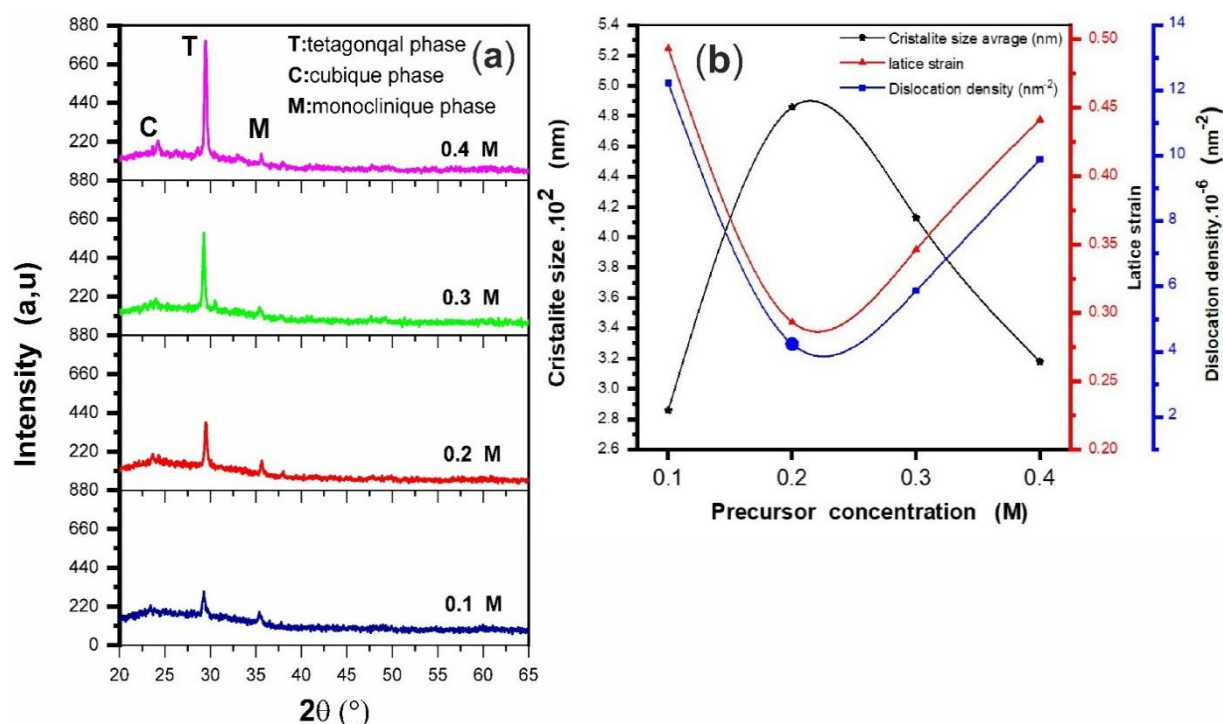 (a)
T:tetagonqal phase
C:cubique phase
M:monoclinique phase
T
C
M
0.4 M
0.3 M
0.2 M
0.1 M
880
660
440
220
880
660
440
220
880
660
440
220
880
660
440
220
0
20 25 30 35 40 45 50 55 60 65
Intensity (a,u)
2θ (°)
(b)
Cristalite size avrage (nm)
latice strain
Dislocation density (nm-2)
5.4
5.2
5.0
4.8
4.6
4.4
4.2
4.0
3.8
3.6
3.4
3.2
3.0
2.8
2.6
Cristalite size .10² (nm)
0.1 0.2 0.3 0.4
Precursor concentration (M)
0.50
0.45
0.40
0.35
0.30
0.25
0.20
Latice strain
14
12
10
8
6
4
2
Dislocation density.10⁻⁶ (nm⁻²)